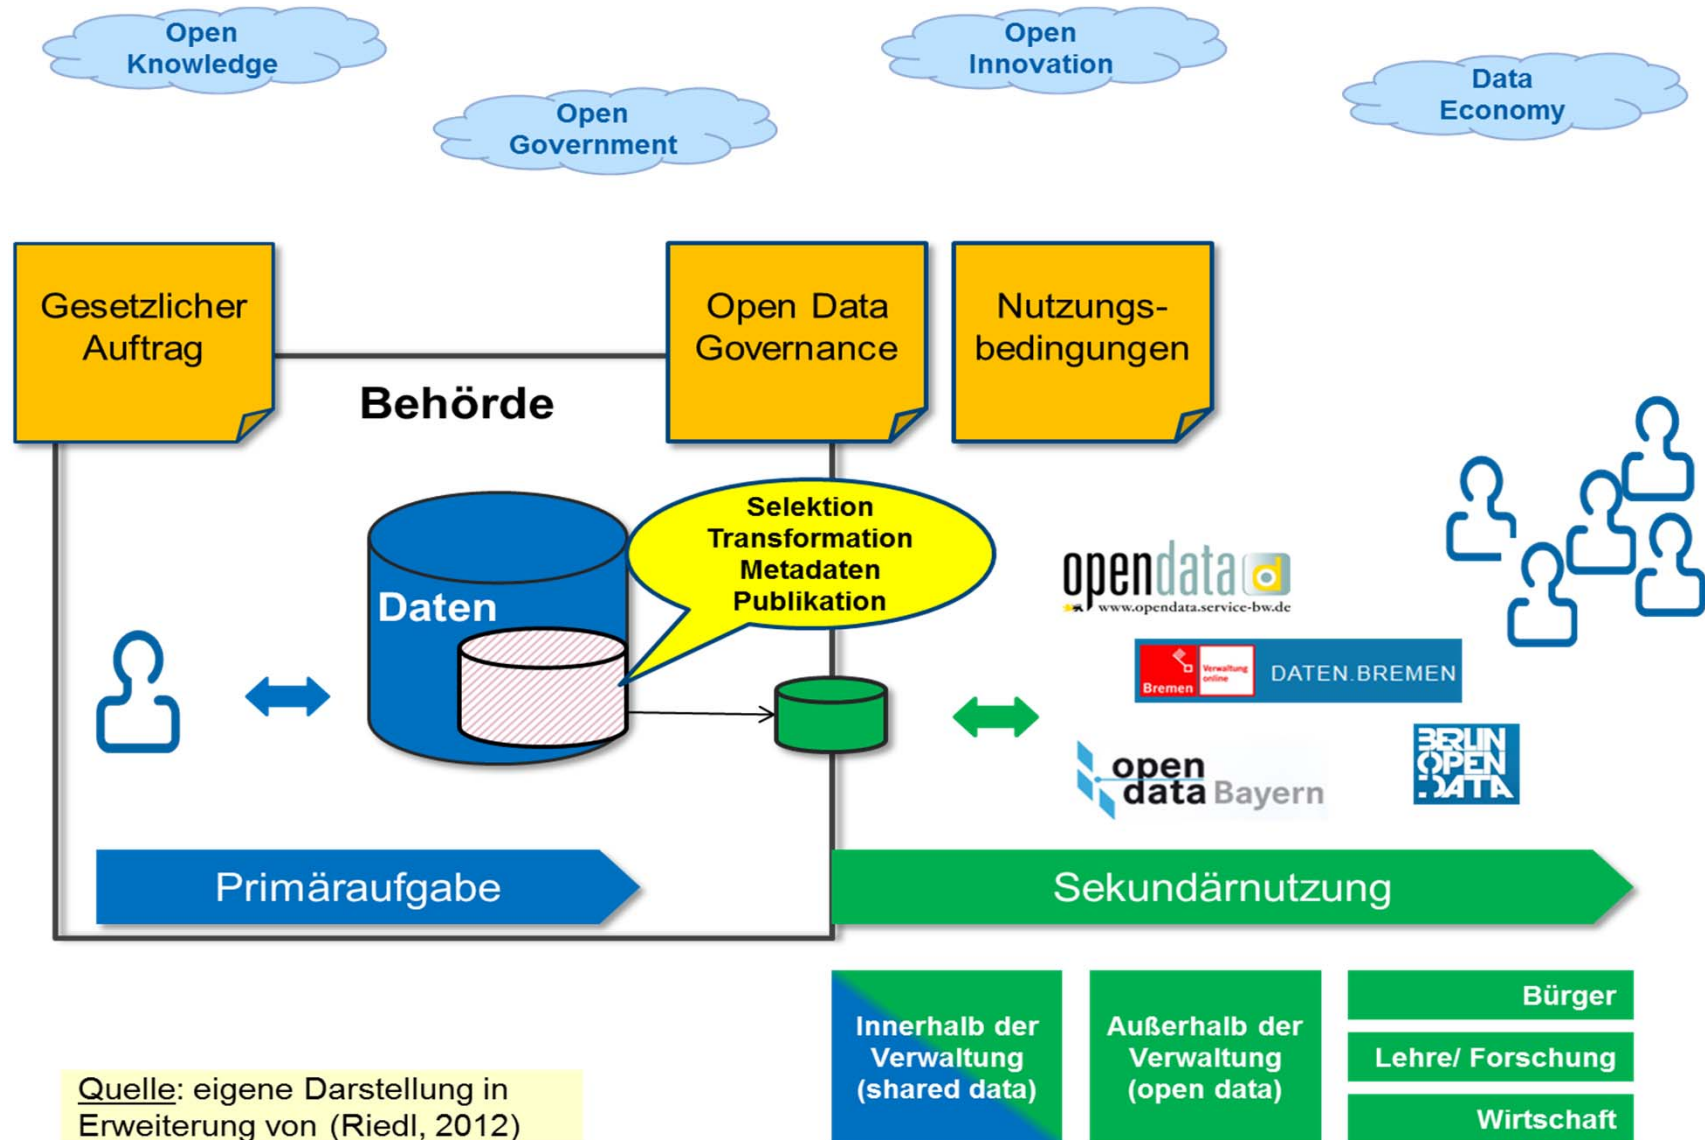 Open
Knowledge
Open
Government
Open
Innovation
Data
Economy
Gesetzlicher
Auftrag
Behörde
Open Data
Governance
Nutzungs-
bedingungen
Daten
Selektion
Transformation
Metadaten
Publikation
opendata d
www.opendata.service-bw.de
Bremen
Verwaltung
online
DATEN.BREMEN
open
data Bayern
BERLIN
OPEN
DATA
Primäraufgabe
Sekundärnutzung
Innerhalb der
Verwaltung
(shared data)
Außerhalb der
Verwaltung
(open data)
Bürger
Lehre/ Forschung
Wirtschaft
Quelle: eigene Darstellung in
Erweiterung von (Riedl, 2012)